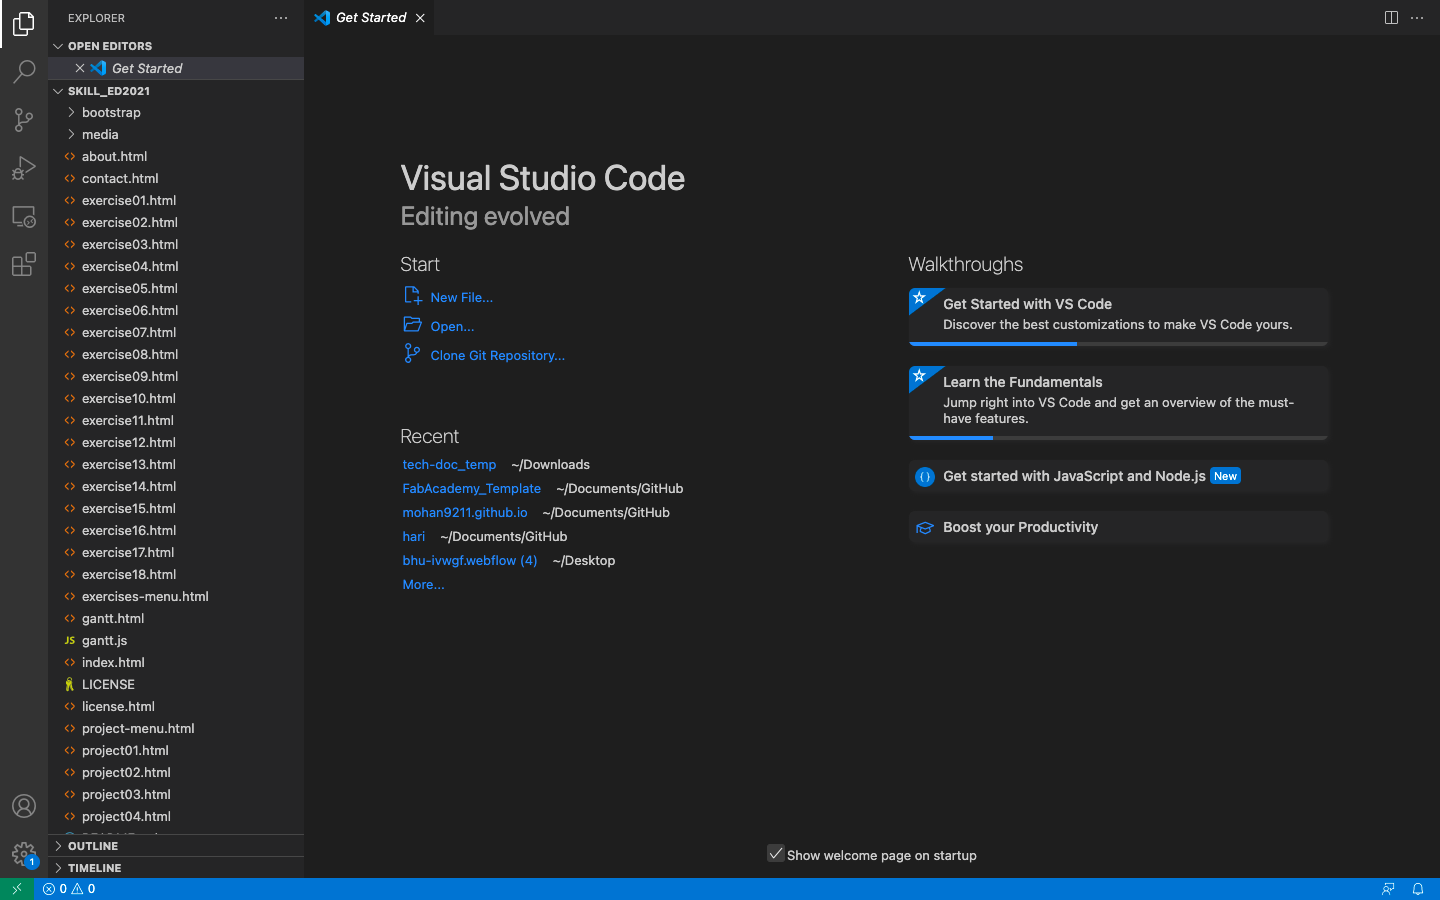 EXPLORER
OPEN EDITORS
Get Started
SKILL_ED2021
bootstrap
media
about.html
contact.html
exercise01.html
exercise02.html
exercise03.html
exercise04.html
exercise05.html
exercise06.html
exercise07.html
exercise08.html
exercise09.html
exercise10.html
exercise11.html
exercise12.html
exercise13.html
exercise14.html
exercise15.html
exercise16.html
exercise17.html
exercise18.html
exercises-menu.html
gantt.html
JS gantt.js
index.html
LICENSE
license.html
project-menu.html
project01.html
project02.html
project03.html
project04.html
OUTLINE
TIMELINE
1
0 0
Get Started
Visual Studio Code
Editing evolved
Start
New File...
Open...
Clone Git Repository...
Recent
tech-doc_temp ~/Downloads
FabAcademy_Template ~/Documents/GitHub
mohan9211.github.io ~/Documents/GitHub
hari ~/Documents/GitHub
bhu-ivwgf.webflow (4) ~/Desktop
More...
Walkthroughs
Get Started with VS Code
Discover the best customizations to make VS Code yours.
Learn the Fundamentals
Jump right into VS Code and get an overview of the must-
have features.
Get started with JavaScript and Node.js New
Boost your Productivity
Show welcome page on startup